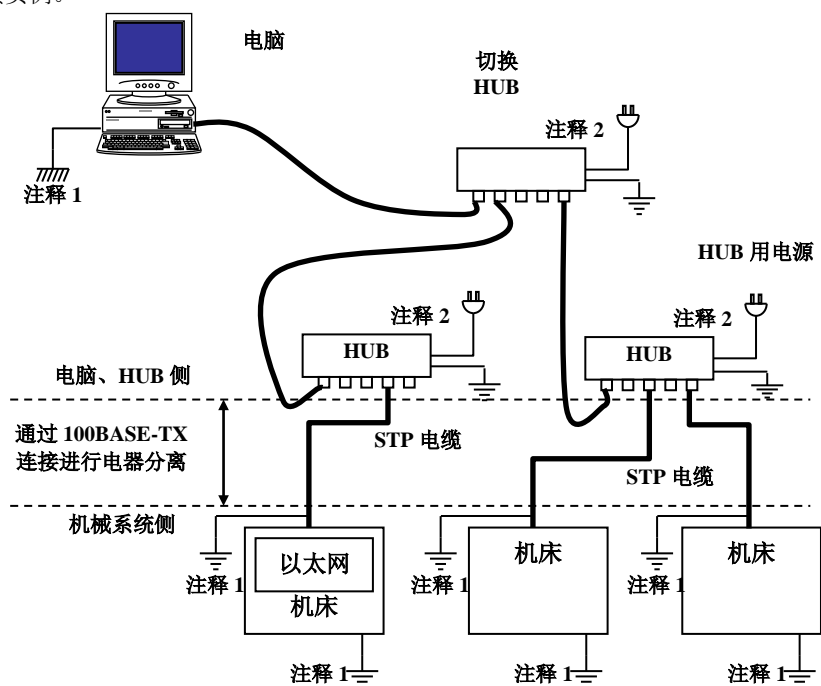 电脑
切换
HUB
注释 2
注释 1
HUB 用电源
注释 2
注释 2
HUB
HUB
电脑、HUB 侧
通过 100BASE-TX
连接进行电器分离
STP 电缆
STP 电缆
机械系统侧
以太网
机床
机床
机床
注释 1
注释 1
注释 1
注释 1
注释 1
注释 1